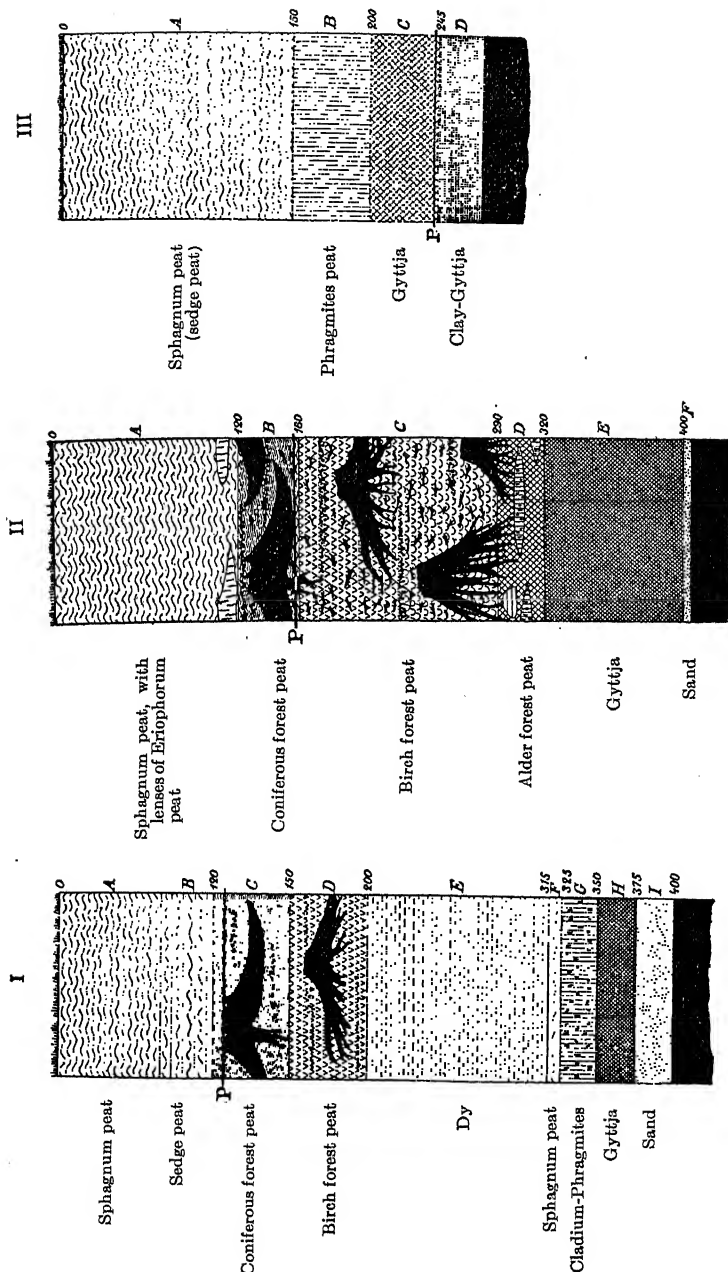 I
Sphagnum peat
Sedge peat
Coniferous forest peat
Birch forest peat
Dy
Sphagnum peat
Cladium-Phragmites
Gyttja
Sand
P
0
A
B
120
C
150
D
200
E
315
F
325
G
350
H
375
I
400
II
Sphagnum peat, with
lenses of Eriophorum
peat
Coniferous forest peat
Birch forest peat
Alder forest peat
Gyttja
Sand
P
0
A
120
B
160
C
290
D
320
E
400 F
III
Sphagnum peat
(sedge peat)
Phragmites peat
Gyttja
Clay-Gyttja
P
0
A
150
B
200
C
245
D